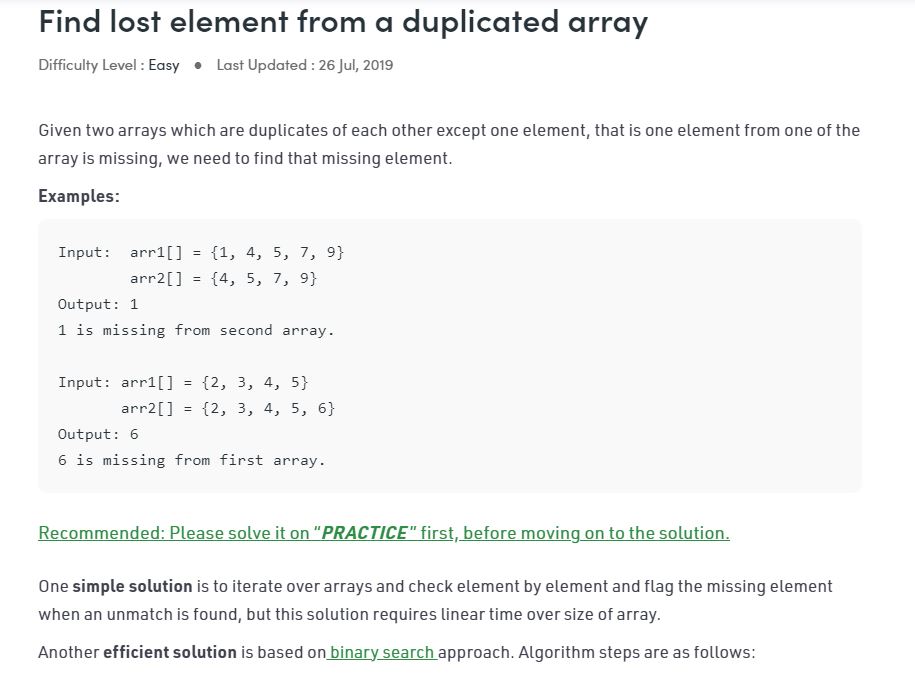 Find lost element from a duplicated array
Difficulty Level : Easy ● Last Updated : 26 Jul, 2019
Given two arrays which are duplicates of each other except one element, that is one element from one of the
array is missing, we need to find that missing element.
Examples:
Input:  arr1[] = {1, 4, 5, 7, 9}
        arr2[] = {4, 5, 7, 9}
Output: 1
1 is missing from second array.
Input: arr1[] = {2, 3, 4, 5}
       arr2[] = {2, 3, 4, 5, 6}
Output: 6
6 is missing from first array.
Recommended: Please solve it on "PRACTICE" first, before moving on to the solution.
One simple solution is to iterate over arrays and check element by element and flag the missing element
when an unmatch is found, but this solution requires linear time over size of array.
Another efficient solution is based on binary search approach. Algorithm steps are as follows: